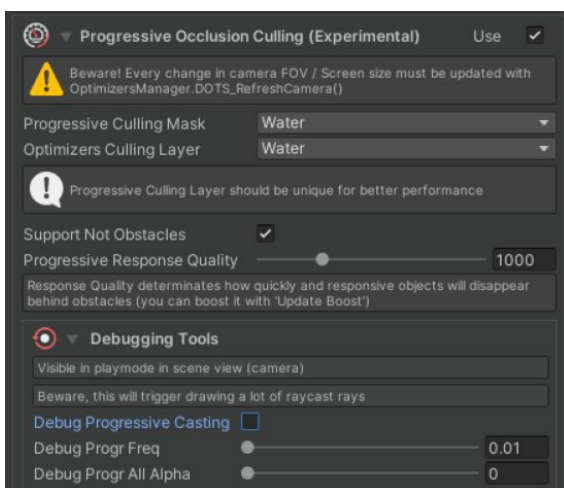 Progressive Occlusion Culling (Experimental) Use
Beware! Every change in camera FOV / Screen size must be updated with
OptimizersManager.DOTS_RefreshCamera()
Progressive Culling Mask Water
Optimizers Culling Layer Water
Progressive Culling Layer should be unique for better performance
Support Not Obstacles
Progressive Response Quality 1000
Response Quality determinates how quickly and responsive objects will disappear
behind obstacles (you can boost it with 'Update Boost')
Debugging Tools
Visible in playmode in scene view (camera)
Beware, this will trigger drawing a lot of raycast rays
Debug Progressive Casting
Debug Progr Freq 0.01
Debug Progr All Alpha 0